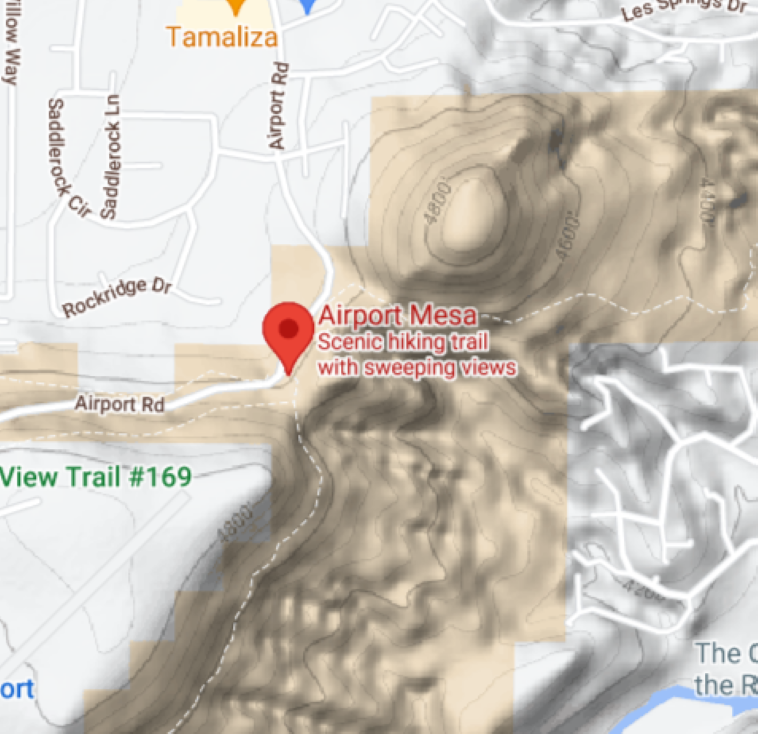 Les Springs Dr
Tamaliza
Willow Way
Airport Rd
Saddlerock Cir
Saddlerock Ln
4800'
4600'
4400'
Rockridge Dr
Airport Mesa
Scenic hiking trail
with sweeping views
Airport Rd
View Trail #169
4800'
4200'
The
the
ort